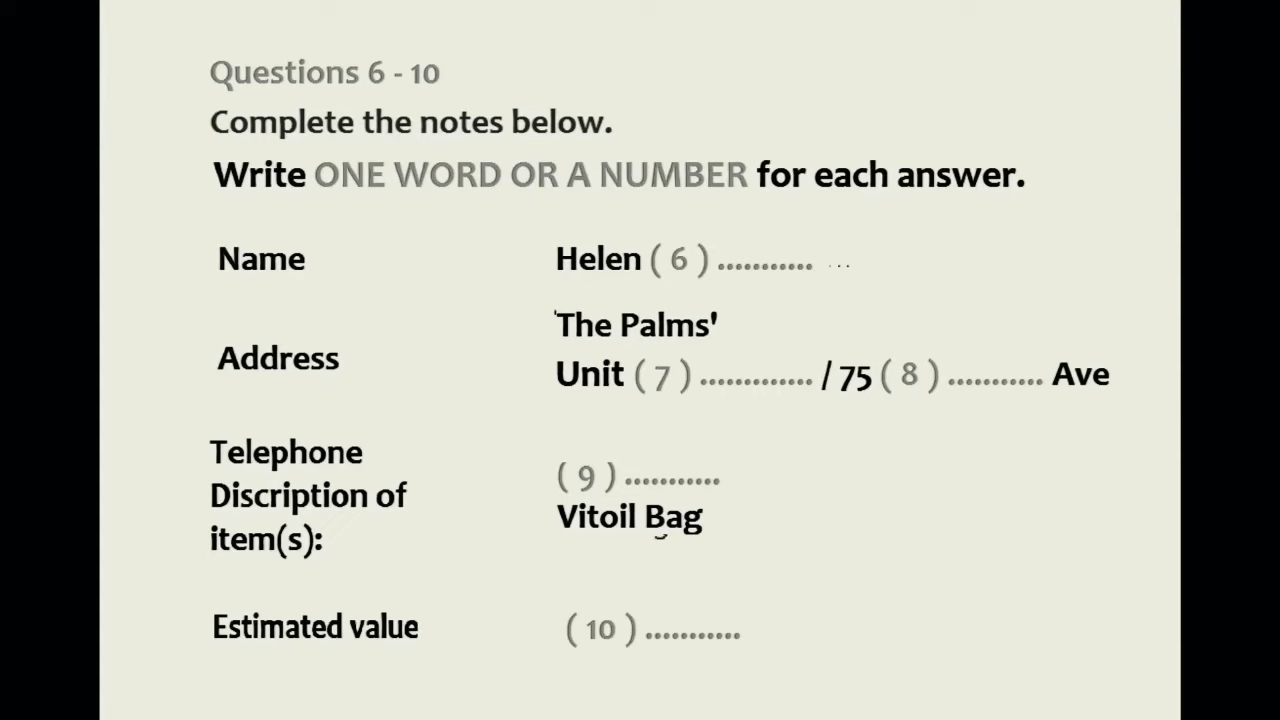 Questions 6 - 10
Complete the notes below.
Write ONE WORD OR A NUMBER for each answer.
Name Helen ( 6 ) ........... ...
'The Palms'
Address
Unit ( 7 ) ............. / 75 ( 8 ) ........... Ave
Telephone
( 9 ) ...........
Discription of
Vitoil Bag
item(s):
Estimated value ( 10 ) ...........